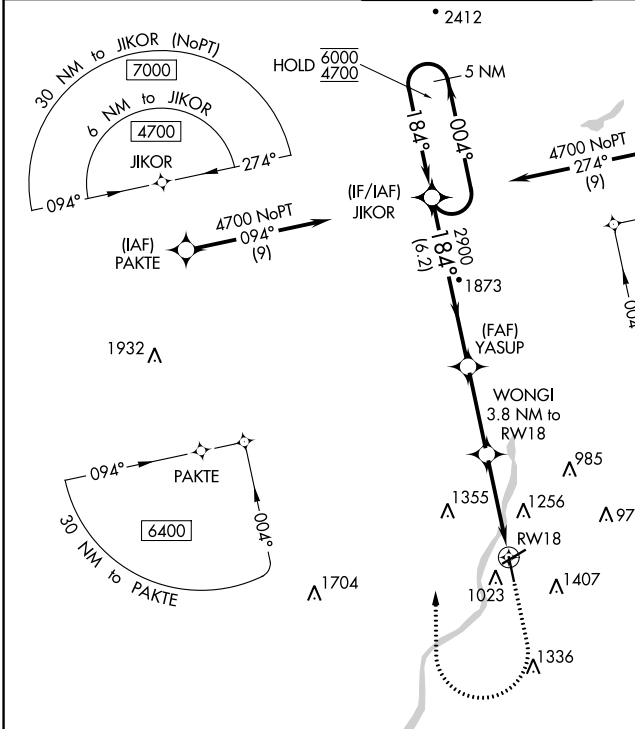 2412
30 NM to JIKOR (NoPT)
7000
6 NM to JIKOR
4700
JIKOR
094°
274°
HOLD 6000
4700
5 NM
184°
004°
4700 NoPT
274°
(9)
(IF/IAF)
JIKOR
4700 NoPT
094°
(9)
(IAF)
PAKTE
2900
184°
(6.2)
1873
004
1932
(FAF)
YASUP
WONGI
3.8 NM to
RW18
094°
PAKTE
004°
6400
30 NM to PAKTE
985
1355
1256
97
RW18
1704
1023
1407
1336